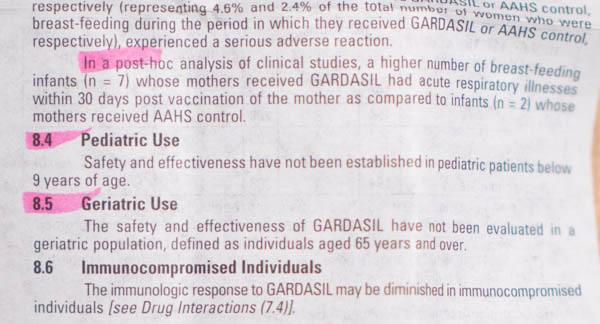 respectively (representing 4.6% and 2.4% of the total number of women who were
breast-feeding during the period in which they received GARDASIL or AAHS control,
respectively), experienced a serious adverse reaction.
In a post-hoc analysis of clinical studies, a higher number of breast-feeding
infants (n = 7) whose mothers received GARDASIL had acute respiratory illnesses
within 30 days post vaccination of the mother as compared to infants (n = 2) whose
mothers received AAHS control.
8.4 Pediatric Use
Safety and effectiveness have not been established in pediatric patients below
9 years of age.
8.5 Geriatric Use
The safety and effectiveness of GARDASIL have not been evaluated in a
geriatric population, defined as individuals aged 65 years and over.
8.6 Immunocompromised Individuals
The immunologic response to GARDASIL may be diminished in immunocompromised
individuals [see Drug Interactions (7.4)].